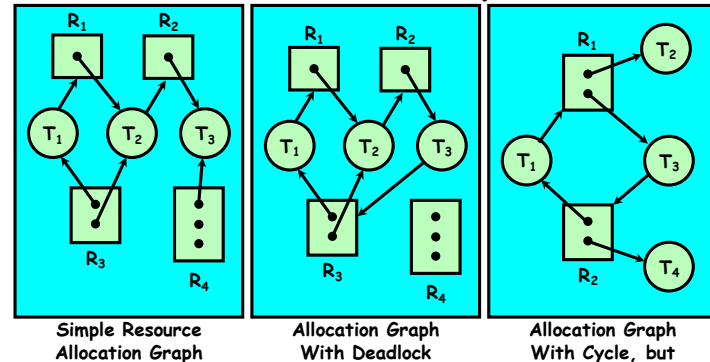 R1
R2
T1
T2
T3
R3
R4
Simple Resource
Allocation Graph
R1
R2
T1
T2
T3
R3
R4
Allocation Graph
With Deadlock
R1
T2
T1
T3
R2
T4
Allocation Graph
With Cycle, but